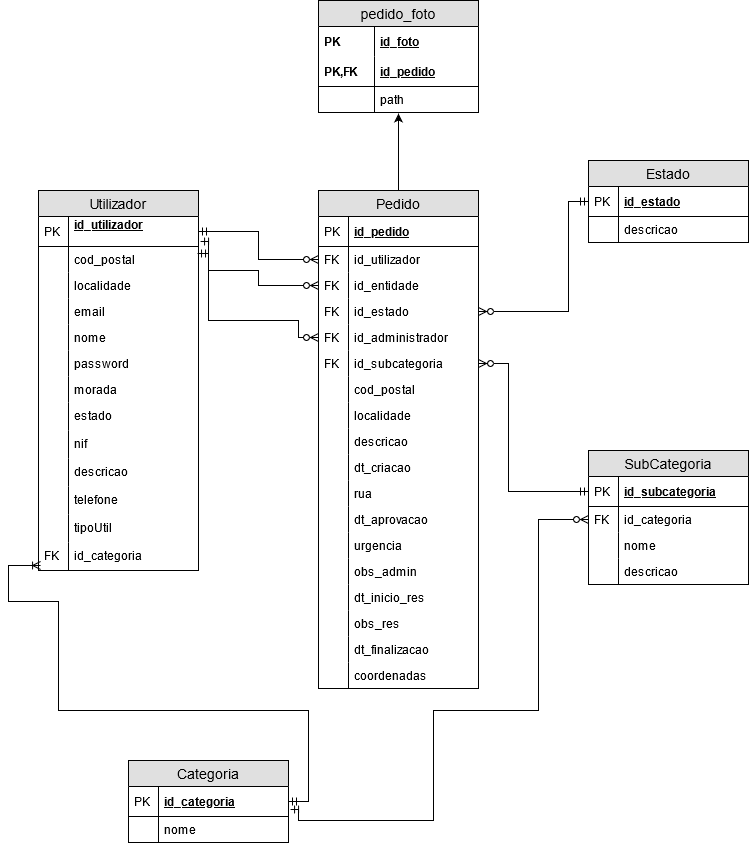 pedido_foto
PK id_foto
PK,FK id_pedido
path
Estado
PK id_estado
descricao
Utilizador
PK id_utilizador
cod_postal
localidade
email
nome
password
morada
estado
nif
descricao
telefone
tipoUtil
FK id_categoria
Pedido
PK id_pedido
FK id_utilizador
FK id_entidade
FK id_estado
FK id_administrador
FK id_subcategoria
cod_postal
localidade
descricao
dt_criacao
rua
dt_aprovacao
urgencia
obs_admin
dt_inicio_res
obs_res
dt_finalizacao
coordenadas
SubCategoria
PK id_subcategoria
FK id_categoria
nome
descricao
Categoria
PK id_categoria
nome